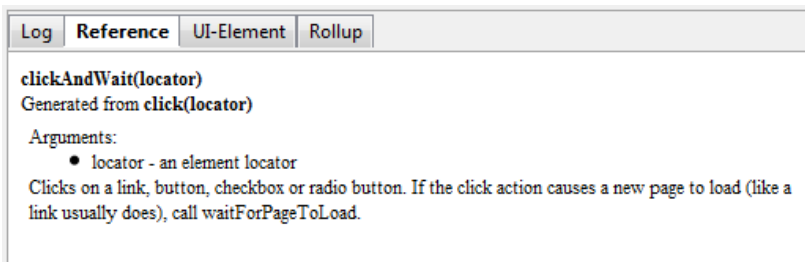 Log Reference UI-Element Rollup
clickAndWait(locator)
Generated from click(locator)
Arguments:
● locator - an element locator
Clicks on a link, button, checkbox or radio button. If the click action causes a new page to load (like a
link usually does), call waitForPageToLoad.